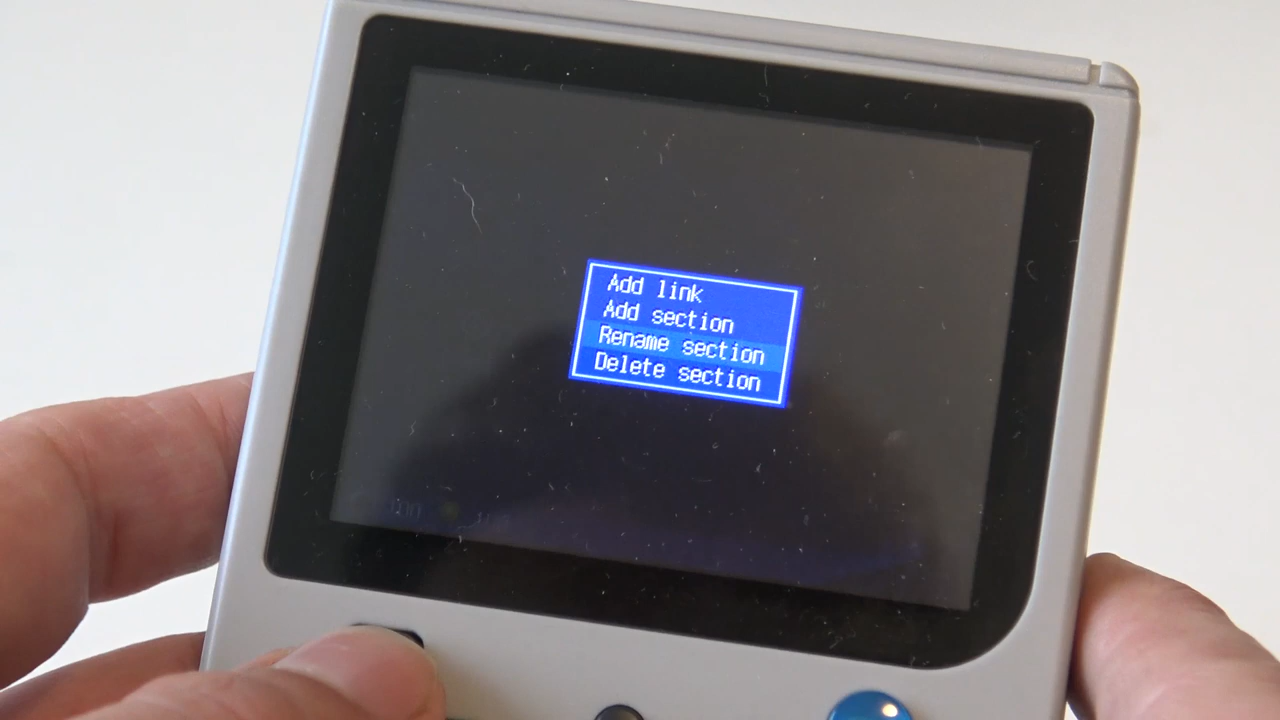 Add link
Add section
Rename section
Delete section